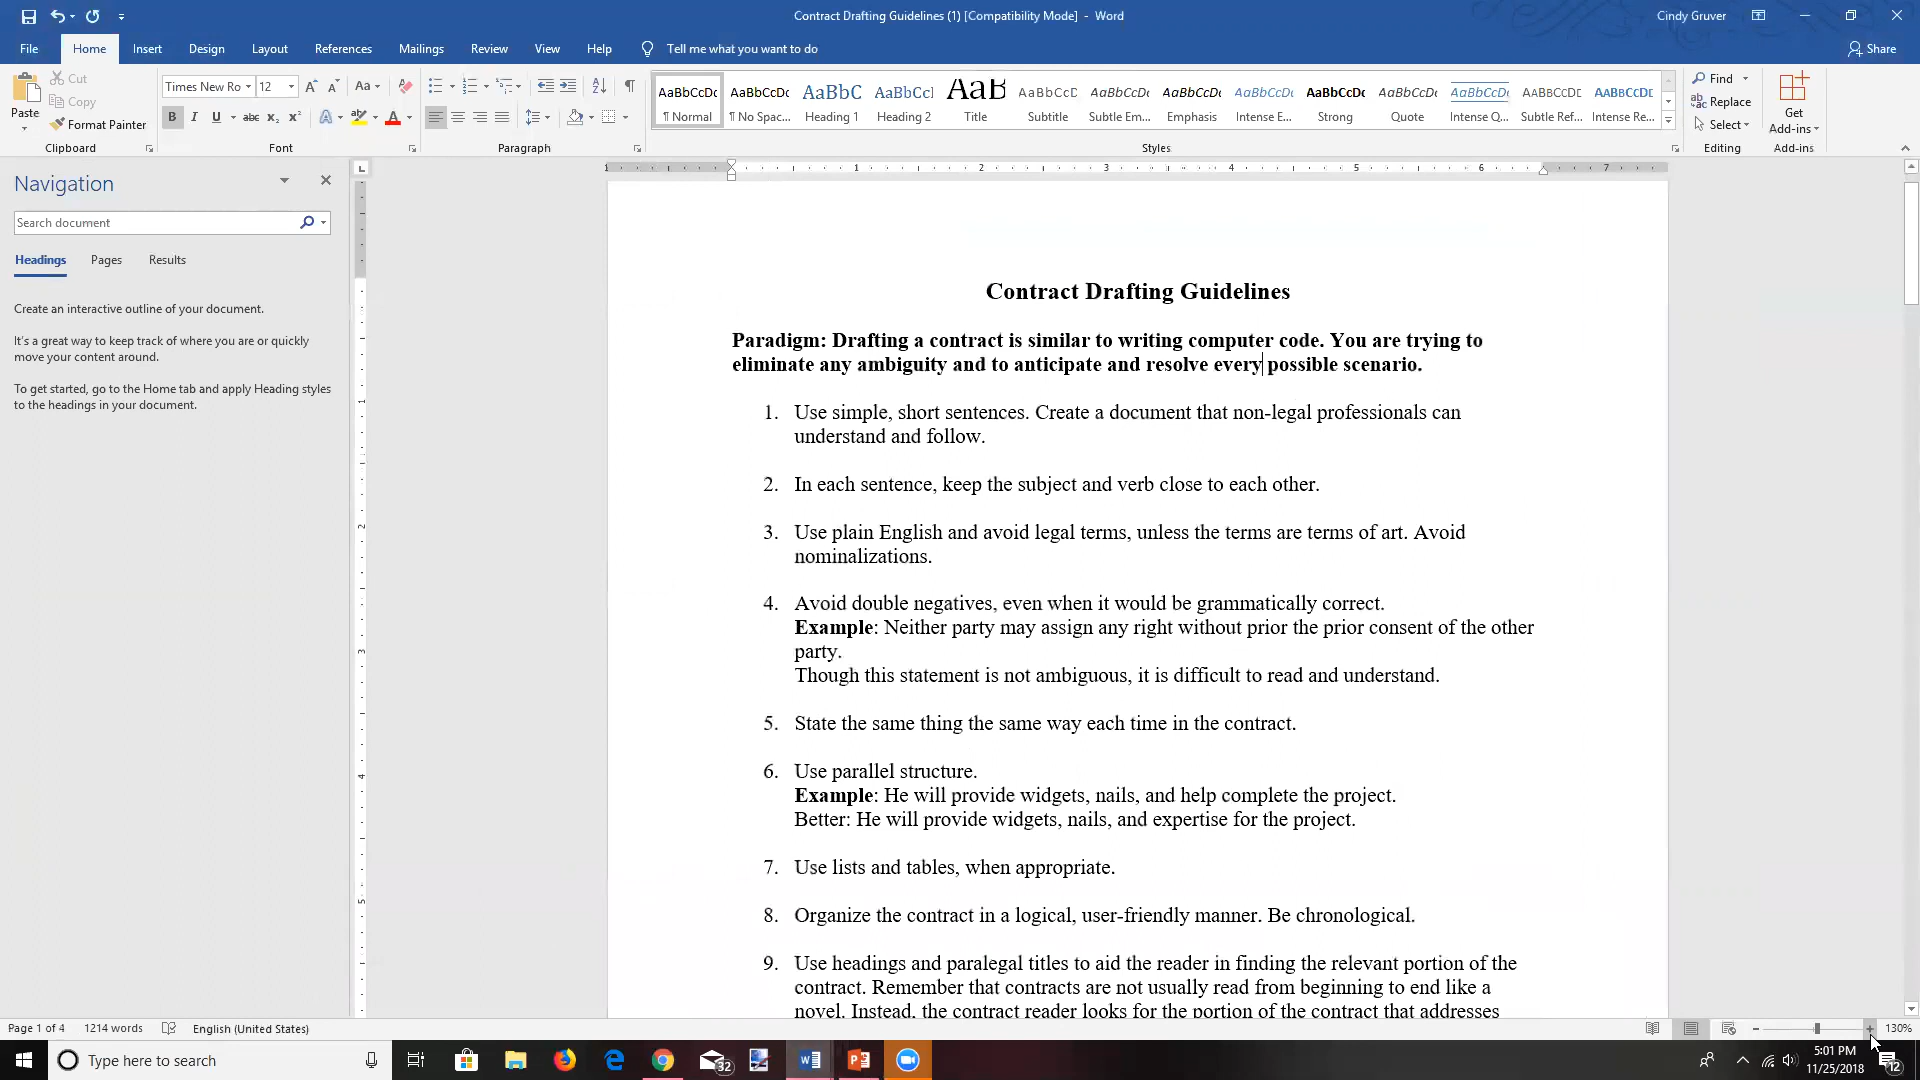 Contract Drafting Guidelines (1) [Compatibility Mode] - Word
Cindy Gruver
File Home Insert Design Layout References Mailings Review View Help Tell me what you want to do Share
Cut
Copy
Paste
Format Painter
Clipboard
Times New Ro 12
Font
Paragraph
AaBbCcDc ¶ Normal
AaBbCcDc ¶ No Spac...
AaBbC Heading 1
AaBbCcI Heading 2
AaB Title
AaBbCcD Subtitle
AaBbCcDc Subtle Em...
AaBbCcDc Emphasis
AaBbCcDc Intense E...
AaBbCcDc Strong
AaBbCcDc Quote
AaBbCcDc Intense Q...
AABBCCDE Subtle Ref...
AABBCCDE Intense Re...
Styles
Find
Replace
Select
Editing
Get
Add-ins
Add-ins
Navigation
Search document
Headings Pages Results
Create an interactive outline of your document.
It's a great way to keep track of where you are or quickly
move your content around.
To get started, go to the Home tab and apply Heading styles
to the headings in your document.
1 1 2 3 4 5 6 7
1
2
3
4
5
Contract Drafting Guidelines
Paradigm: Drafting a contract is similar to writing computer code. You are trying to
eliminate any ambiguity and to anticipate and resolve every possible scenario.
1. Use simple, short sentences. Create a document that non-legal professionals can
understand and follow.
2. In each sentence, keep the subject and verb close to each other.
3. Use plain English and avoid legal terms, unless the terms are terms of art. Avoid
nominalizations.
4. Avoid double negatives, even when it would be grammatically correct.
Example: Neither party may assign any right without prior the prior consent of the other
party.
Though this statement is not ambiguous, it is difficult to read and understand.
5. State the same thing the same way each time in the contract.
6. Use parallel structure.
Example: He will provide widgets, nails, and help complete the project.
Better: He will provide widgets, nails, and expertise for the project.
7. Use lists and tables, when appropriate.
8. Organize the contract in a logical, user-friendly manner. Be chronological.
9. Use headings and paralegal titles to aid the reader in finding the relevant portion of the
contract. Remember that contracts are not usually read from beginning to end like a
novel. Instead, the contract reader looks for the portion of the contract that addresses
Page 1 of 4 1214 words English (United States) 130%
Type here to search
32
5:01 PM
11/25/2018
12